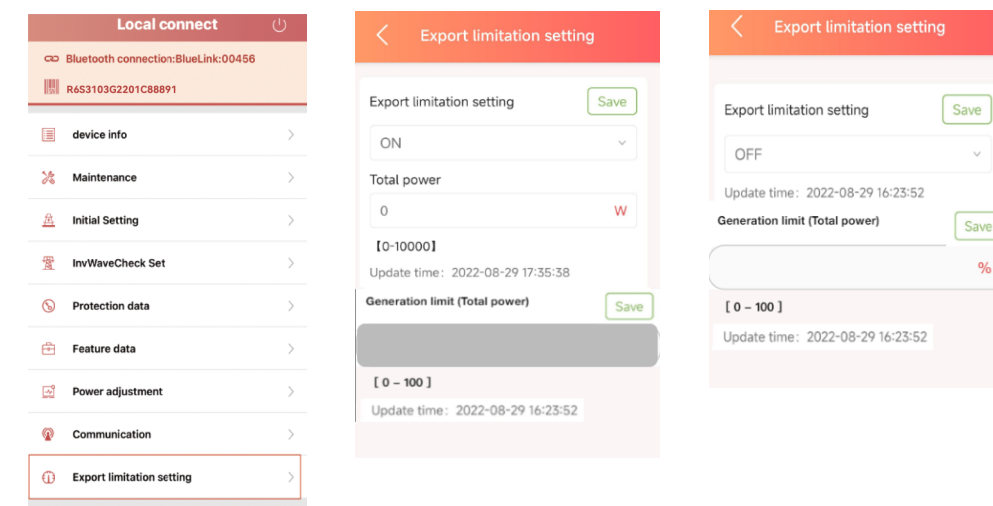 Local connect
Bluetooth connection:BlueLink:00456
R6S3103G2201C88891
device info
Maintenance
Initial Setting
InvWaveCheck Set
Protection data
Feature data
Power adjustment
Communication
Export limitation setting
Export limitation setting
Export limitation setting Save
ON
Total power
0 W
【0-10000】
Update time: 2022-08-29 17:35:38
Generation limit (Total power) Save
[ 0 – 100 ]
Update time: 2022-08-29 16:23:52
Export limitation setting
Export limitation setting Save
OFF
Update time: 2022-08-29 16:23:52
Generation limit (Total power) Save
%
[ 0 – 100 ]
Update time: 2022-08-29 16:23:52